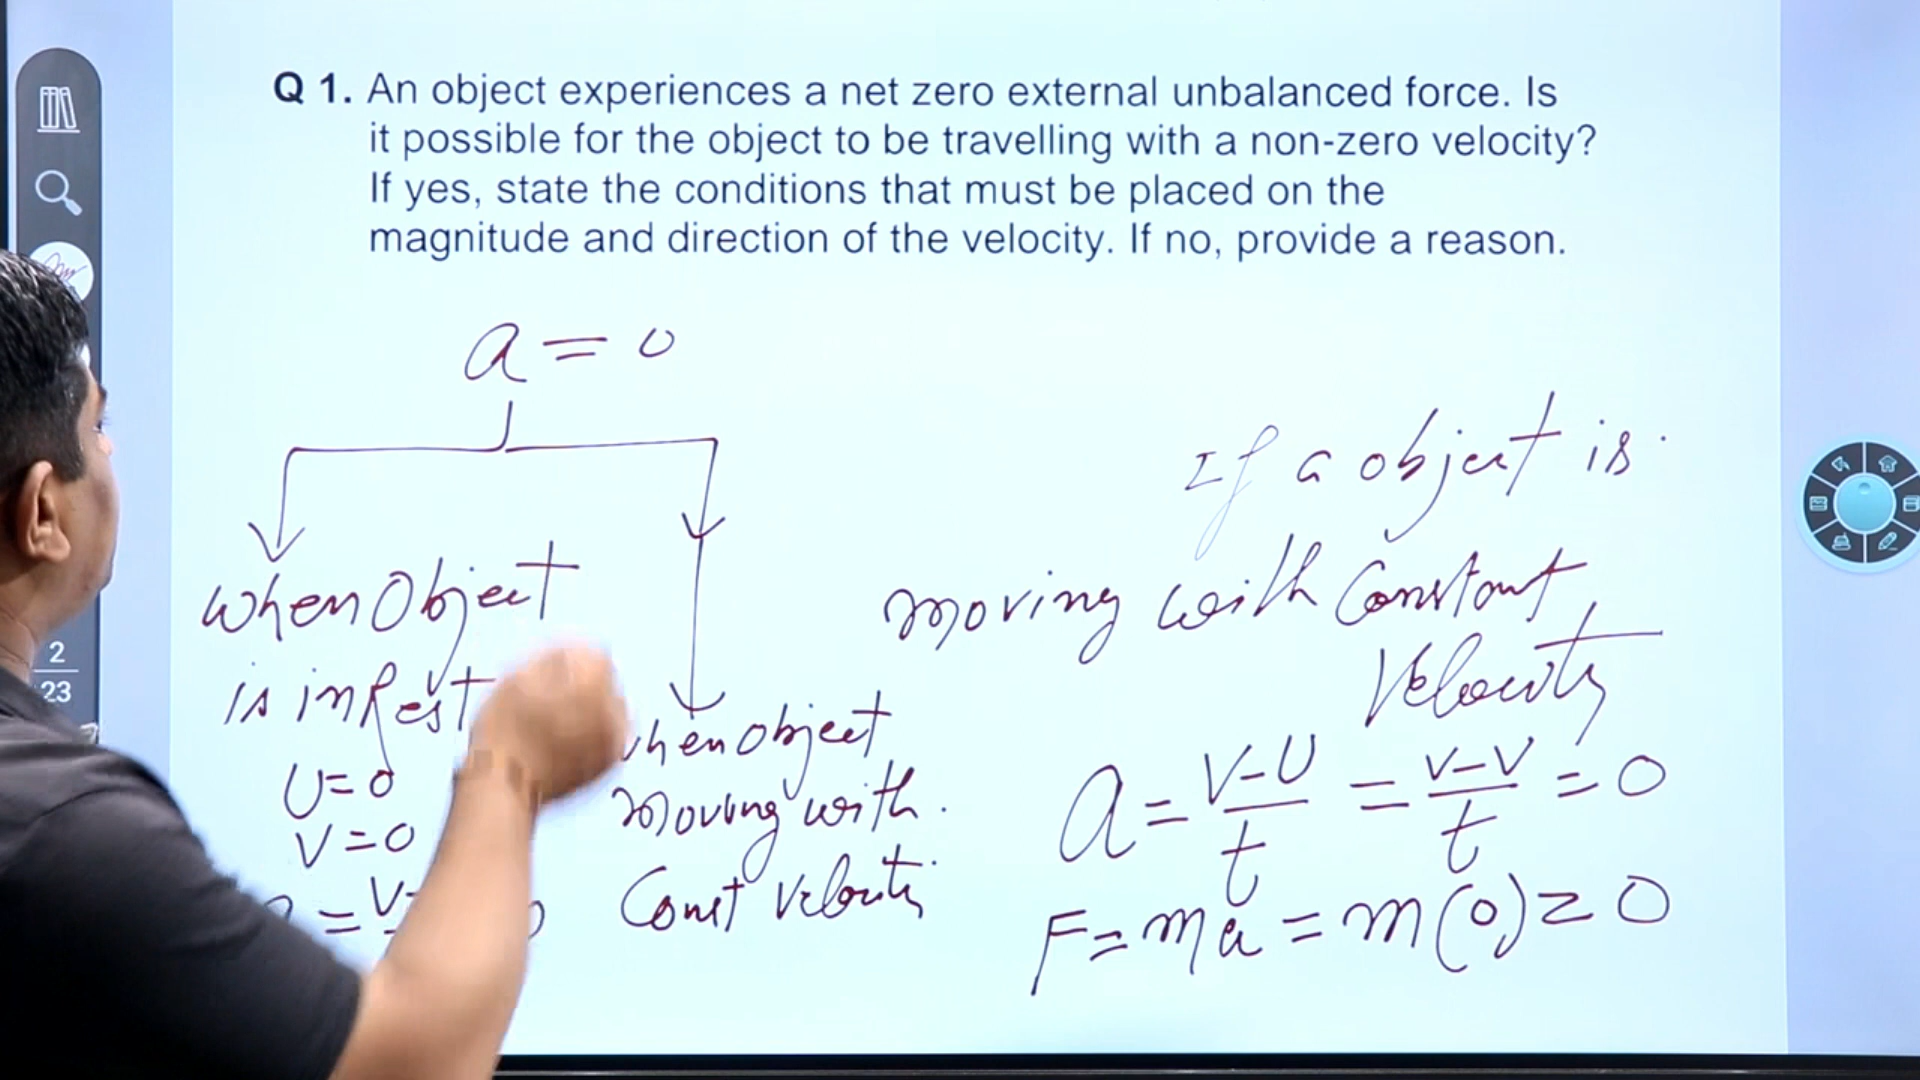 Q 1. An object experiences a net zero external unbalanced force. Is
it possible for the object to be travelling with a non-zero velocity?
If yes, state the conditions that must be placed on the
magnitude and direction of the velocity. If no, provide a reason.
a = 0
when Object
is in Rest
U = 0
V = 0
when object
moving with
Const Velocity
If a object is
moving with Constant
Velocity
a = V-U/t = V-V/t = 0
F = ma = m(0) = 0
2
23